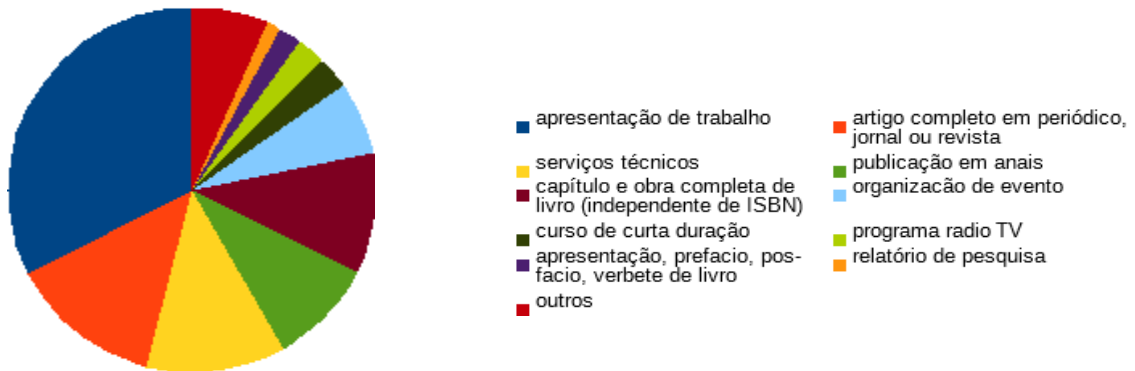 apresentação de trabalho
artigo completo em periódico,
jornal ou revista
serviços técnicos
publicação em anais
capítulo e obra completa de
livro (independente de ISBN)
organizacão de evento
curso de curta duração
programa radio TV
apresentação, prefacio, pos-
facio, verbete de livro
relatório de pesquisa
outros